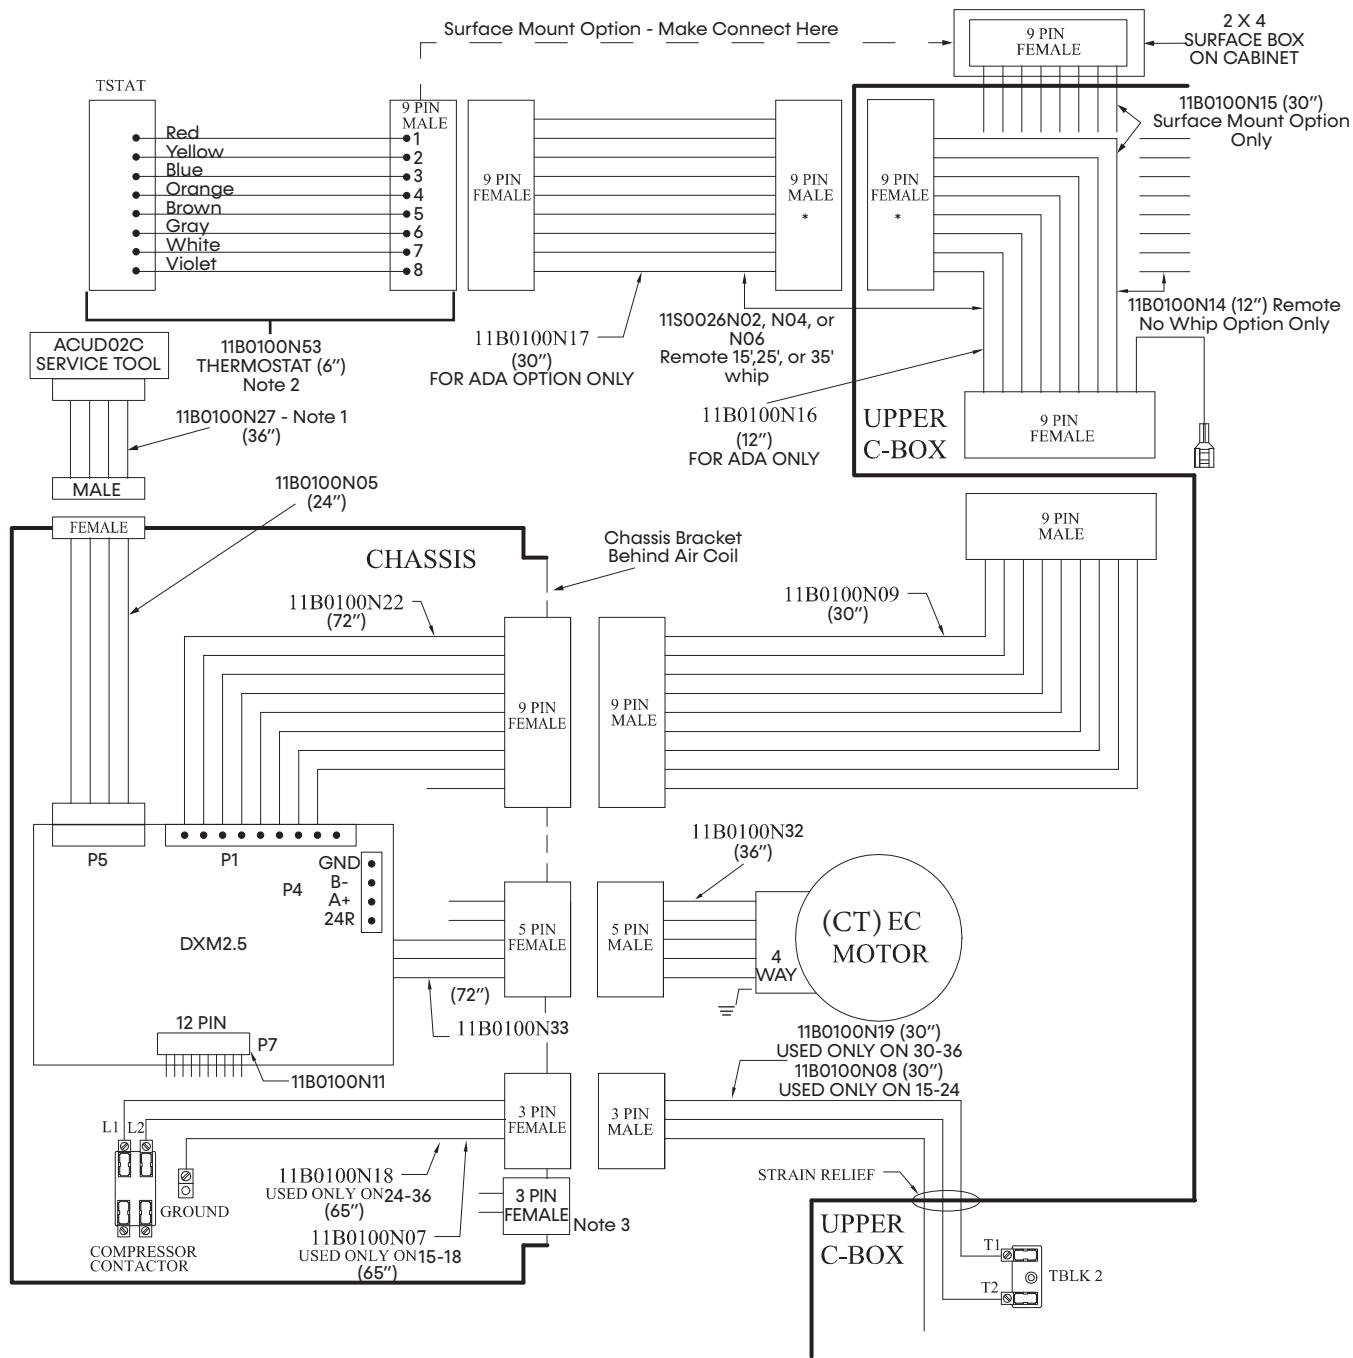 Surface Mount Option - Make Connect Here
9 PIN
FEMALE
2 X 4
SURFACE BOX
ON CABINET
TSTAT
9 PIN
MALE
Red
1
Yellow
2
Blue
3
Orange
4
Brown
5
Gray
6
White
7
Violet
8
9 PIN
FEMALE
9 PIN
MALE
*
9 PIN
FEMALE
*
11B0100N15 (30”)
Surface Mount Option
Only
11B0100N14 (12”) Remote
No Whip Option Only
ACUD02C
SERVICE TOOL
11B0100N53
THERMOSTAT (6”)
Note 2
11B0100N17
(30”)
FOR ADA OPTION ONLY
11S0026N02, N04, or
N06
Remote 15',25', or 35'
whip
11B0100N16
(12”)
FOR ADA ONLY
UPPER
C-BOX
9 PIN
FEMALE
11B0100N27 - Note 1
(36”)
MALE
11B0100N05
(24”)
FEMALE
CHASSIS
Chassis Bracket
Behind Air Coil
9 PIN
MALE
11B0100N22
(72”)
11B0100N09
(30”)
9 PIN
FEMALE
9 PIN
MALE
P5
P1
GND
B-
A+
24R
P4
DXM2.5
11B0100N32
(36”)
5 PIN
FEMALE
5 PIN
MALE
4
WAY
(CT) EC
MOTOR
(72”)
11B0100N33
12 PIN
P7
11B0100N11
11B0100N19 (30”)
USED ONLY ON 30-36
11B0100N08 (30”)
USED ONLY ON 15-24
L1 L2
3 PIN
FEMALE
3 PIN
MALE
11B0100N18
USED ONLY ON 24-36
(65”)
GROUND
11B0100N07
USED ONLY ON 15-18
(65”)
COMPRESSOR
CONTACTOR
3 PIN
FEMALE
Note 3
STRAIN RELIEF
UPPER
C-BOX
T1
T2
TBLK 2